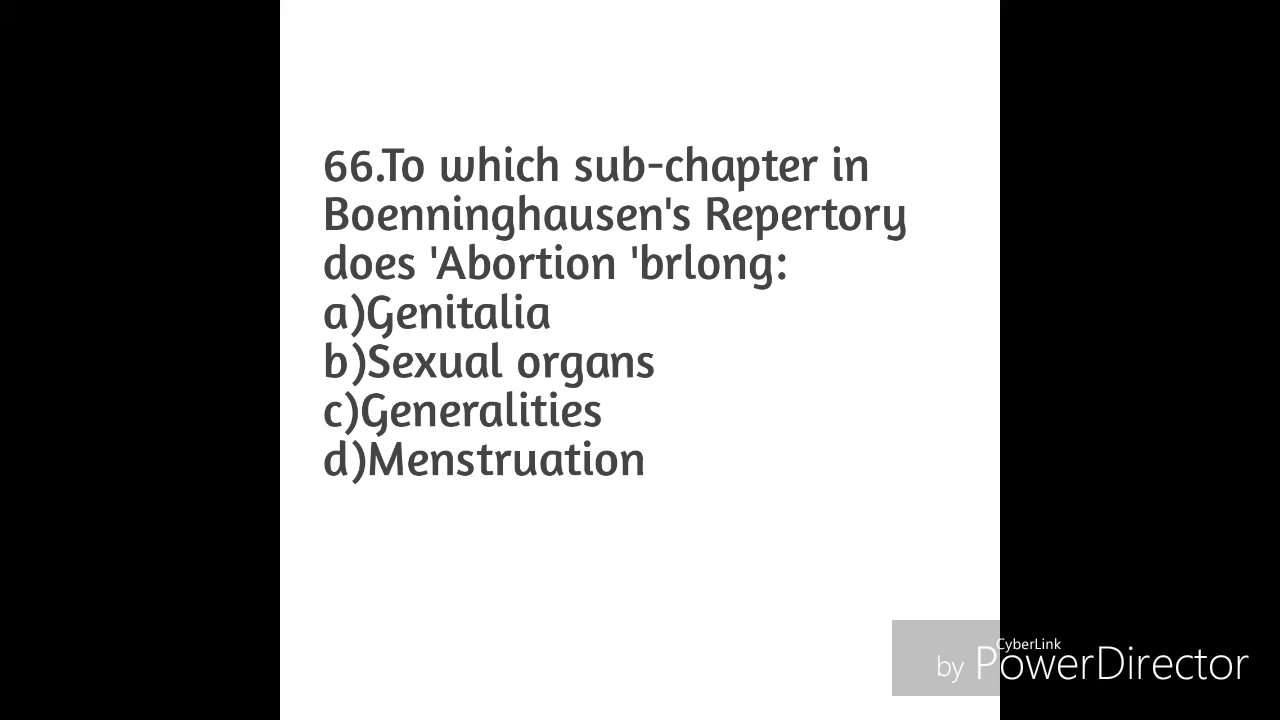 66.To which sub-chapter in
Boenninghausen's Repertory
does 'Abortion 'brlong:
a)Genitalia
b)Sexual organs
c)Generalities
d)Menstruation
CyberLink
by PowerDirector